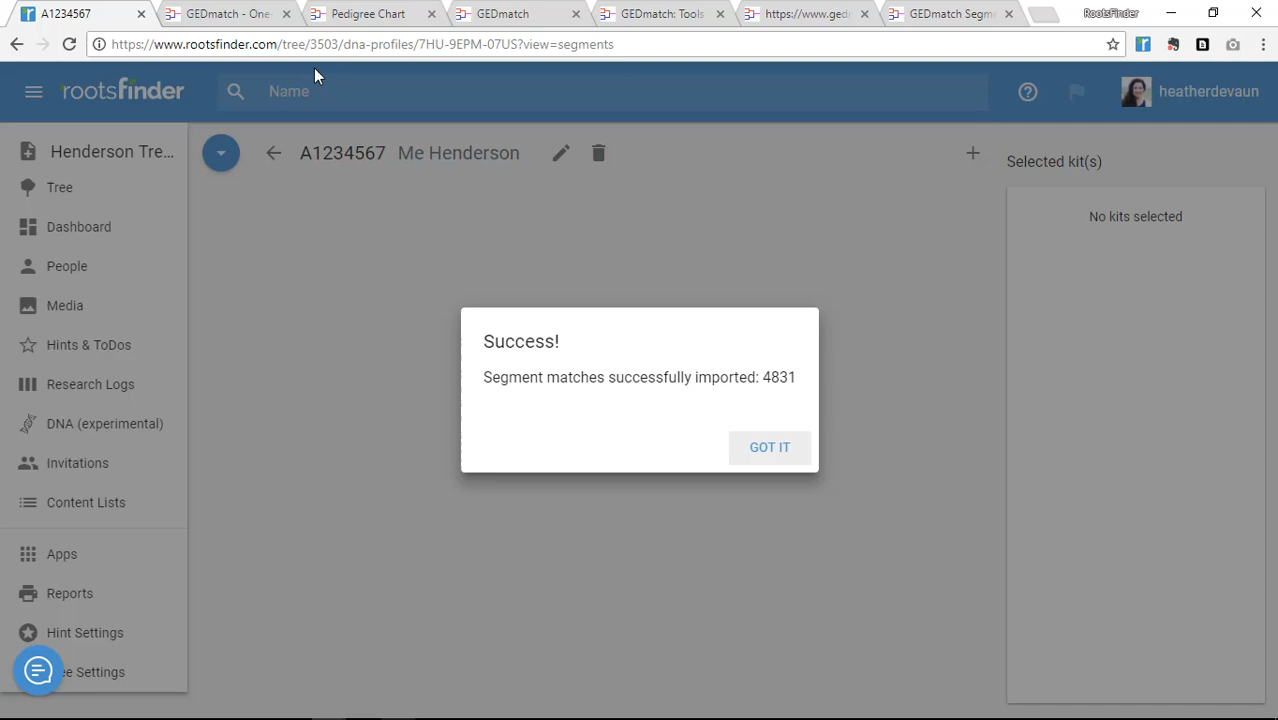 A1234567
GEDmatch - One-
Pedigree Chart
GEDmatch
GEDmatch: Tools
https://www.ged
GEDmatch Segm
RootsFinder
https://www.rootsfinder.com/tree/3503/dna-profiles/7HU-9EPM-07US?view=segments
rootsfinder
Name
heatherdevaun
Henderson Tre...
A1234567 Me Henderson
Selected kit(s)
No kits selected
Tree
Dashboard
People
Media
Hints & ToDos
Research Logs
DNA (experimental)
Invitations
Content Lists
Apps
Reports
Hint Settings
ee Settings
Success!
Segment matches successfully imported: 4831
GOT IT